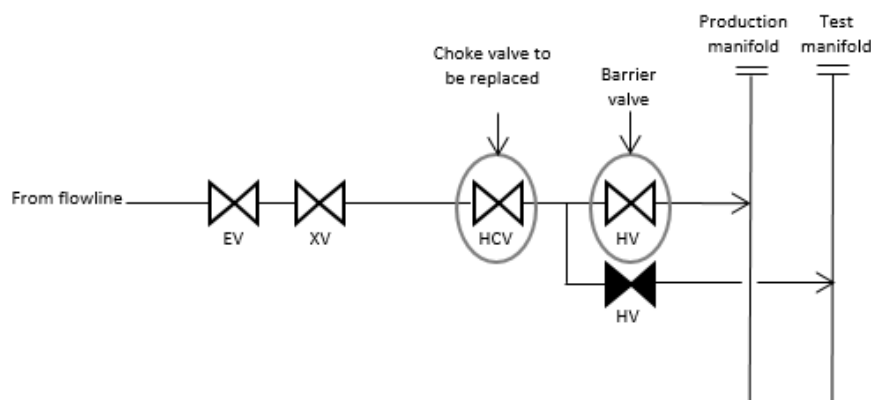 Production
manifold
Test
manifold
Choke valve to
be replaced
Barrier
valve
From flowline
EV
XV
HCV
HV
HV